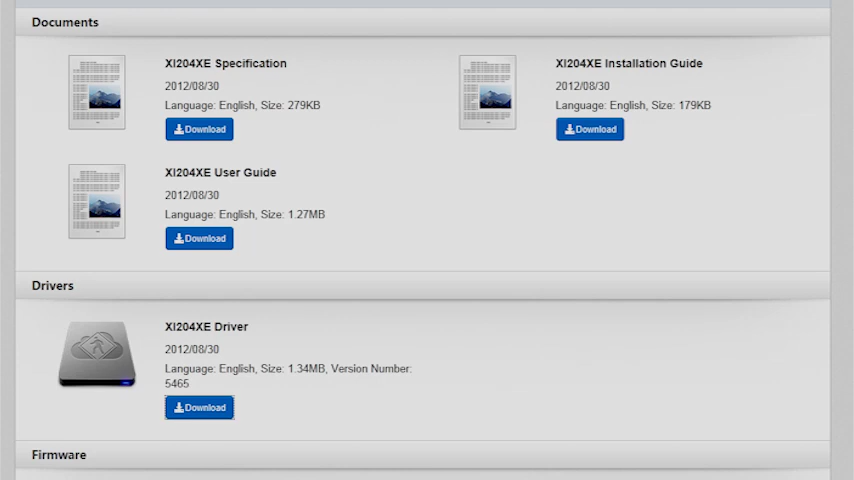 Documents
XI204XE Specification
2012/08/30
Language: English, Size: 279KB
Download
XI204XE Installation Guide
2012/08/30
Language: English, Size: 179KB
Download
XI204XE User Guide
2012/08/30
Language: English, Size: 1.27MB
Download
Drivers
XI204XE Driver
2012/08/30
Language: English, Size: 1.34MB, Version Number:
5465
Download
Firmware